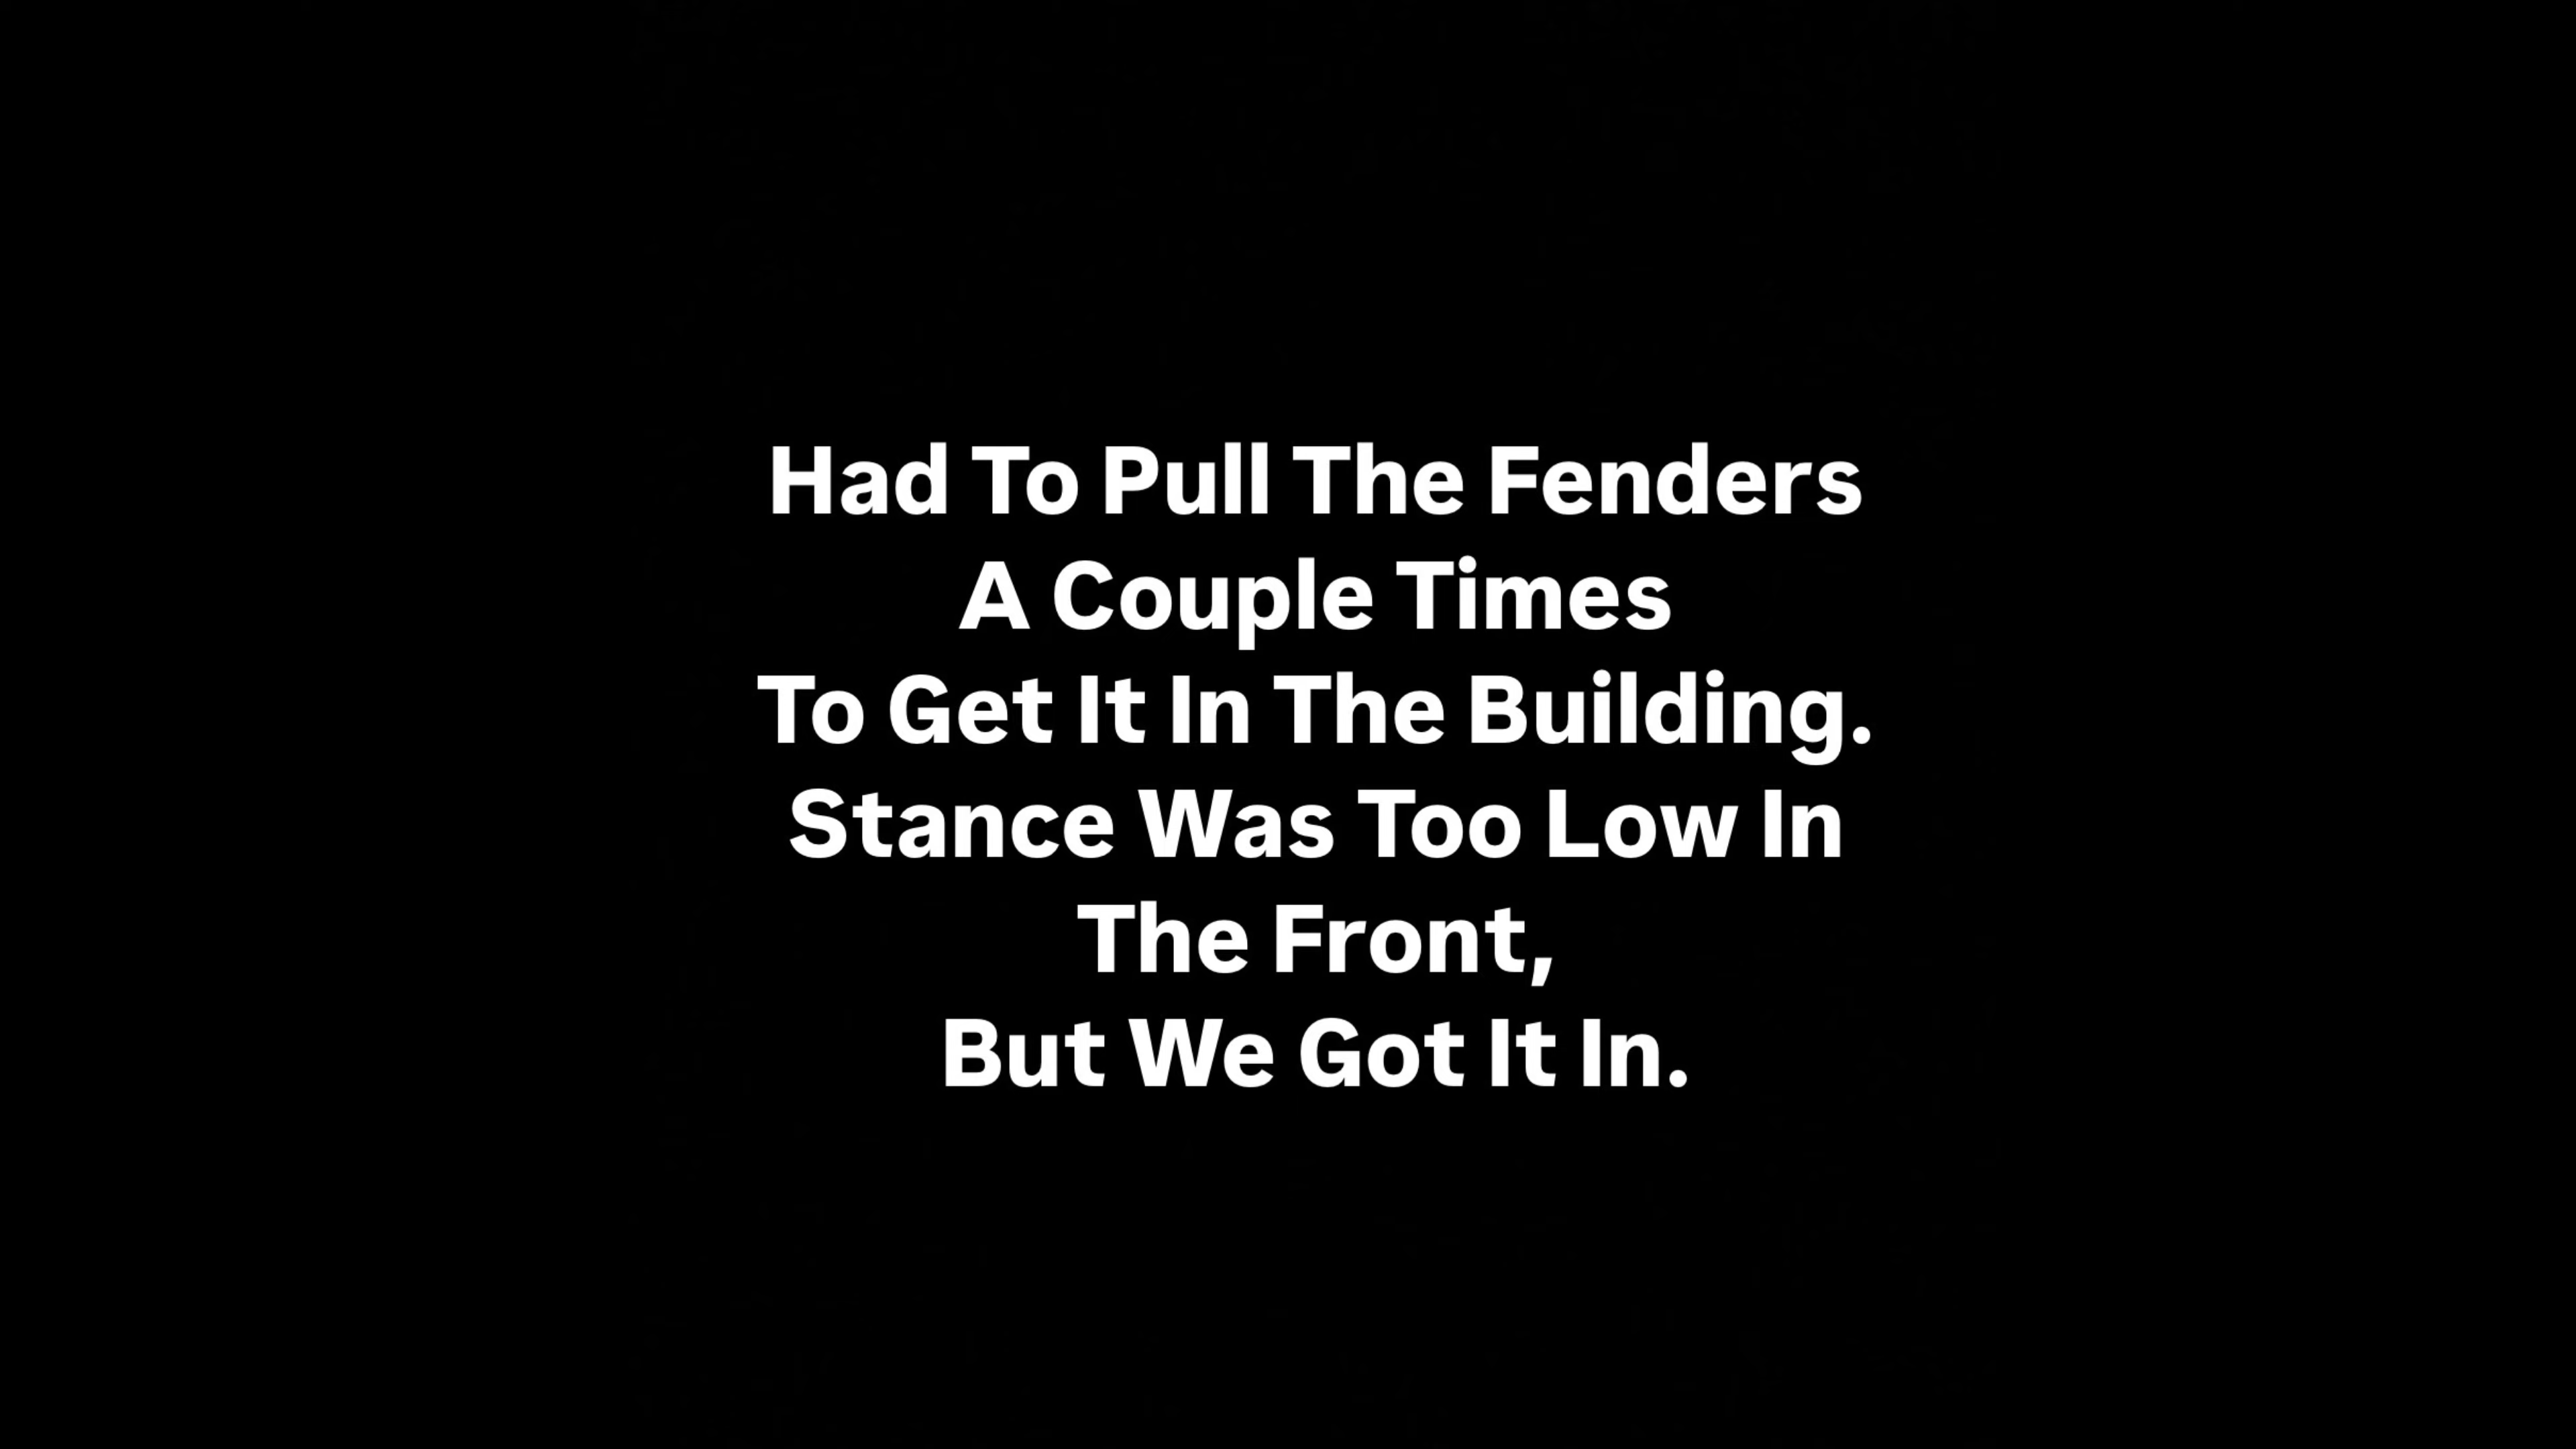 Had To Pull The Fenders
A Couple Times
To Get It In The Building.
Stance Was Too Low In
The Front,
But We Got It In.